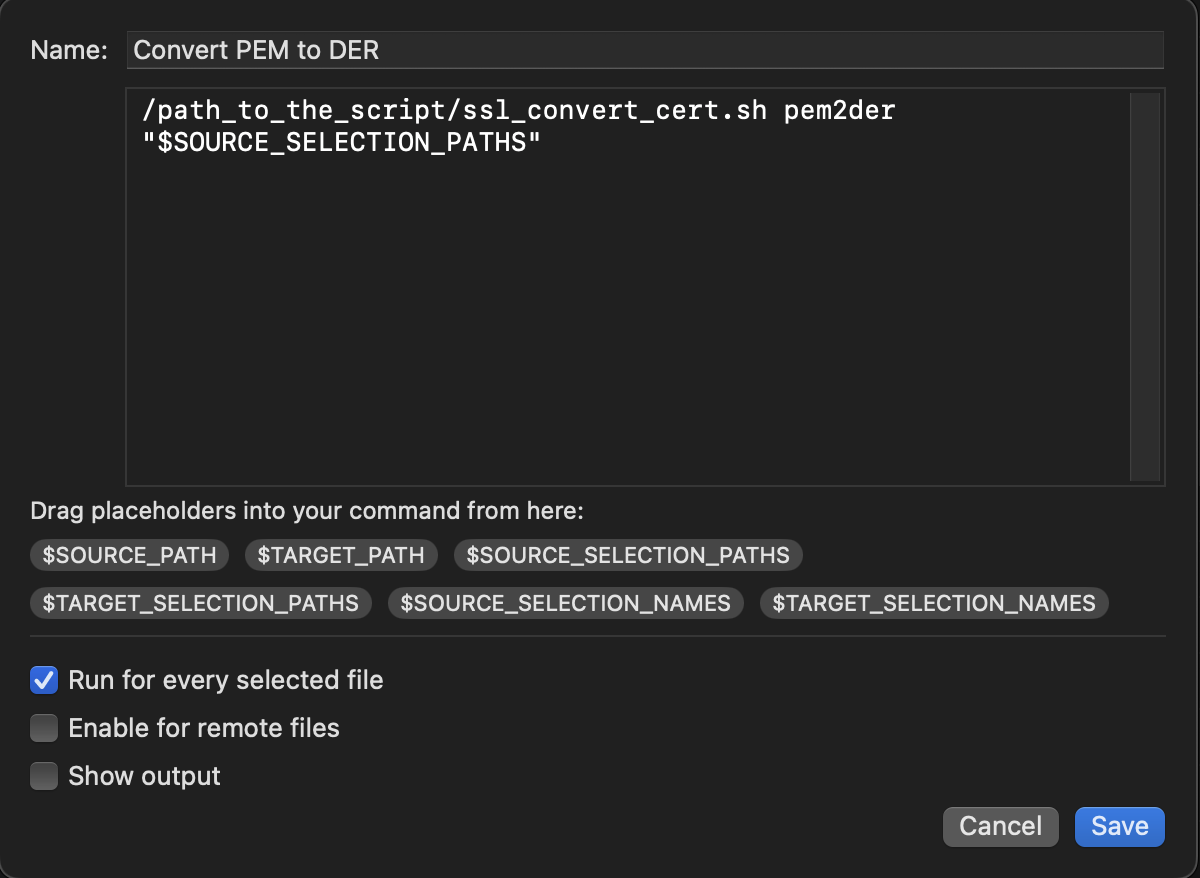 Name: Convert PEM to DER
/path_to_the_script/ssl_convert_cert.sh pem2der
"$SOURCE_SELECTION_PATHS"
Drag placeholders into your command from here:
$SOURCE_PATH $TARGET_PATH $SOURCE_SELECTION_PATHS
$TARGET_SELECTION_PATHS $SOURCE_SELECTION_NAMES $TARGET_SELECTION_NAMES
Run for every selected file
Enable for remote files
Show output
Cancel Save